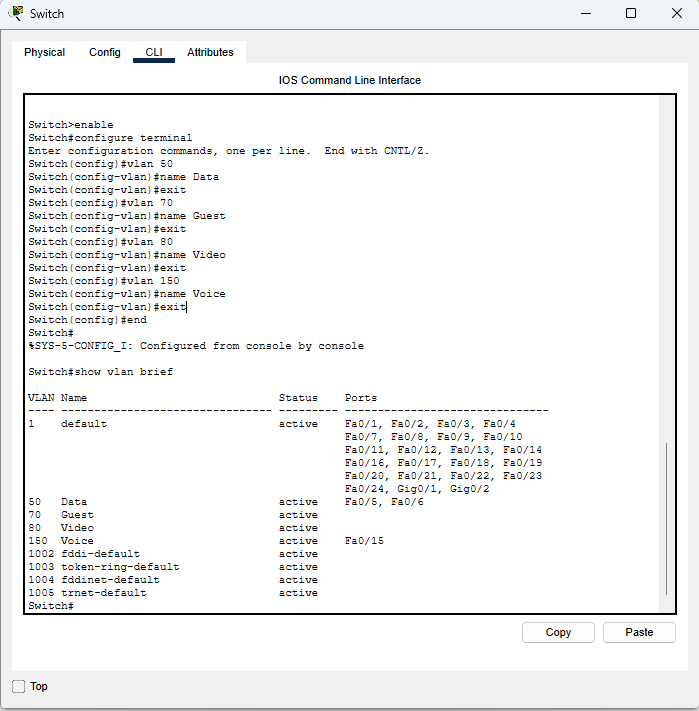 Switch
Physical Config CLI Attributes
IOS Command Line Interface
Switch>enable
Switch#configure terminal
Enter configuration commands, one per line.  End with CNTL/Z.
Switch(config)#vlan 50
Switch(config-vlan)#name Data
Switch(config-vlan)#exit
Switch(config)#vlan 70
Switch(config-vlan)#name Guest
Switch(config-vlan)#exit
Switch(config)#vlan 80
Switch(config-vlan)#name Video
Switch(config-vlan)#exit
Switch(config)#vlan 150
Switch(config-vlan)#name Voice
Switch(config-vlan)#exit
Switch(config)#end
Switch#
%SYS-5-CONFIG_I: Configured from console by console
Switch#show vlan brief
VLAN Name                             Status    Ports
---- -------------------------------- --------- -------------------------------
1    default                          active    Fa0/1, Fa0/2, Fa0/3, Fa0/4
                                                Fa0/7, Fa0/8, Fa0/9, Fa0/10
                                                Fa0/11, Fa0/12, Fa0/13, Fa0/14
                                                Fa0/16, Fa0/17, Fa0/18, Fa0/19
                                                Fa0/20, Fa0/21, Fa0/22, Fa0/23
                                                Fa0/24, Gig0/1, Gig0/2
50   Data                             active    Fa0/5, Fa0/6
70   Guest                            active
80   Video                            active
150  Voice                            active    Fa0/15
1002 fddi-default                     active
1003 token-ring-default               active
1004 fddinet-default                  active
1005 trnet-default                    active
Switch#
Copy Paste
Top